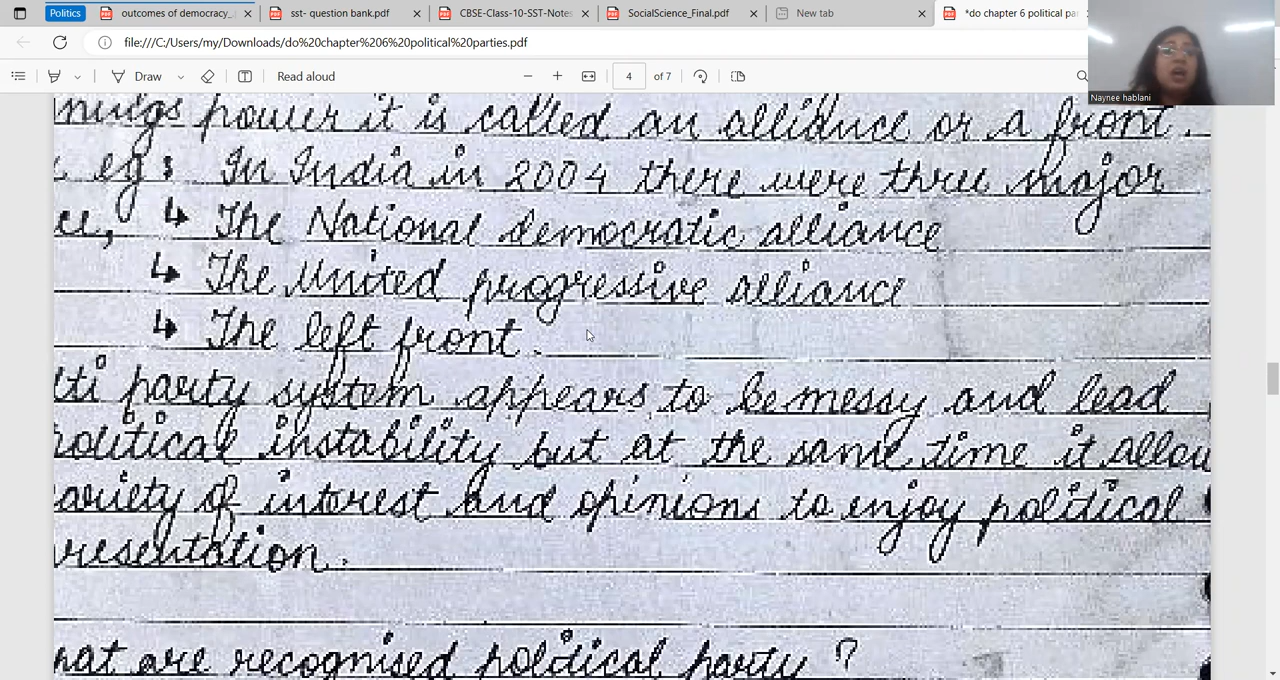 Politics
outcomes of democracy_
sst- question bank.pdf
CBSE-Class-10-SST-Notes
SocialScience_Final.pdf
New tab
*do chapter 6 political pa
file:///C:/Users/my/Downloads/do%20chapter%206%20political%20parties.pdf
Draw
Read aloud
4 of 7
Naynee hablani
power it is called an alliance or a front.
eg: In India in 2004 there were three major
↳ The National democratic alliance
↳ The United progressive alliance
↳ The left front.
party system appears to be messy and lead
political instability but at the same time it allow
variety of interest and opinions to enjoy political
resentation.
hat are recognised political party ?